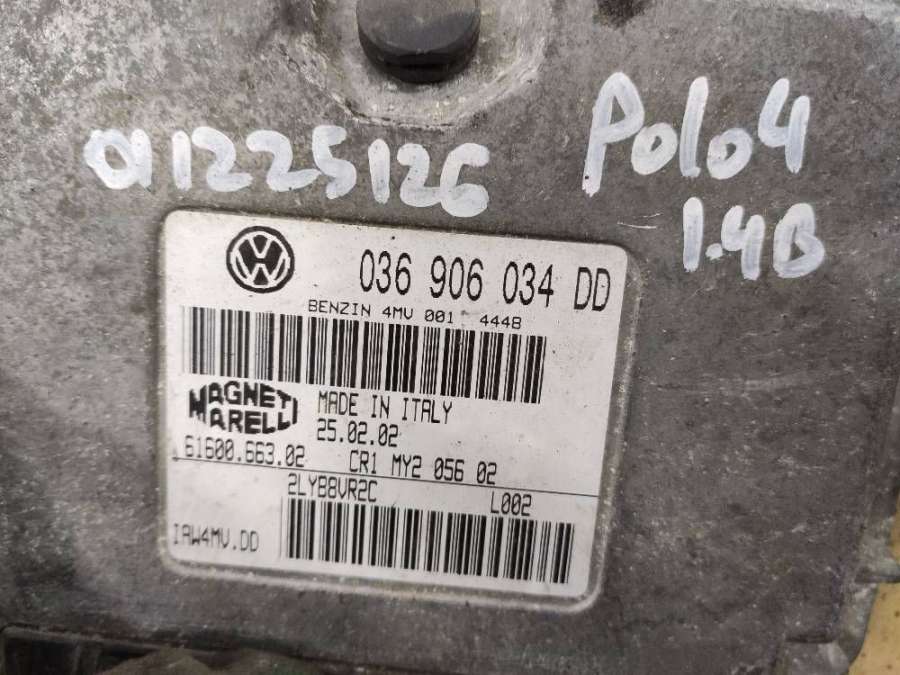 011225126
Polo4
1.4B
036 906 034 DD
BENZIN 4MV 001 4448
MAGNETI
MARELLI
MADE IN ITALY
25.02.02
61600.663.02 CR1 MY2 056 02
2LYB8VR2C L002
IAW4MV.DD